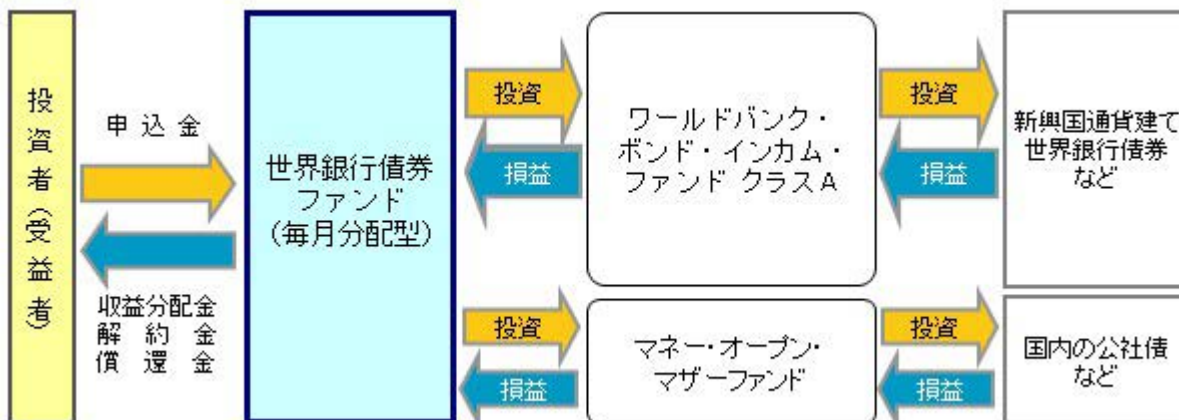 投資者(受益者)
申込金
収益分配金
解約金
償還金
世界銀行債券
ファンド
(毎月分配型)
投資
損益
ワールドバンク・
ボンド・インカム・
ファンド クラスA
投資
損益
新興国通貨建て
世界銀行債券
など
投資
損益
マネー・オープン・
マザーファンド
投資
損益
国内の公社債
など